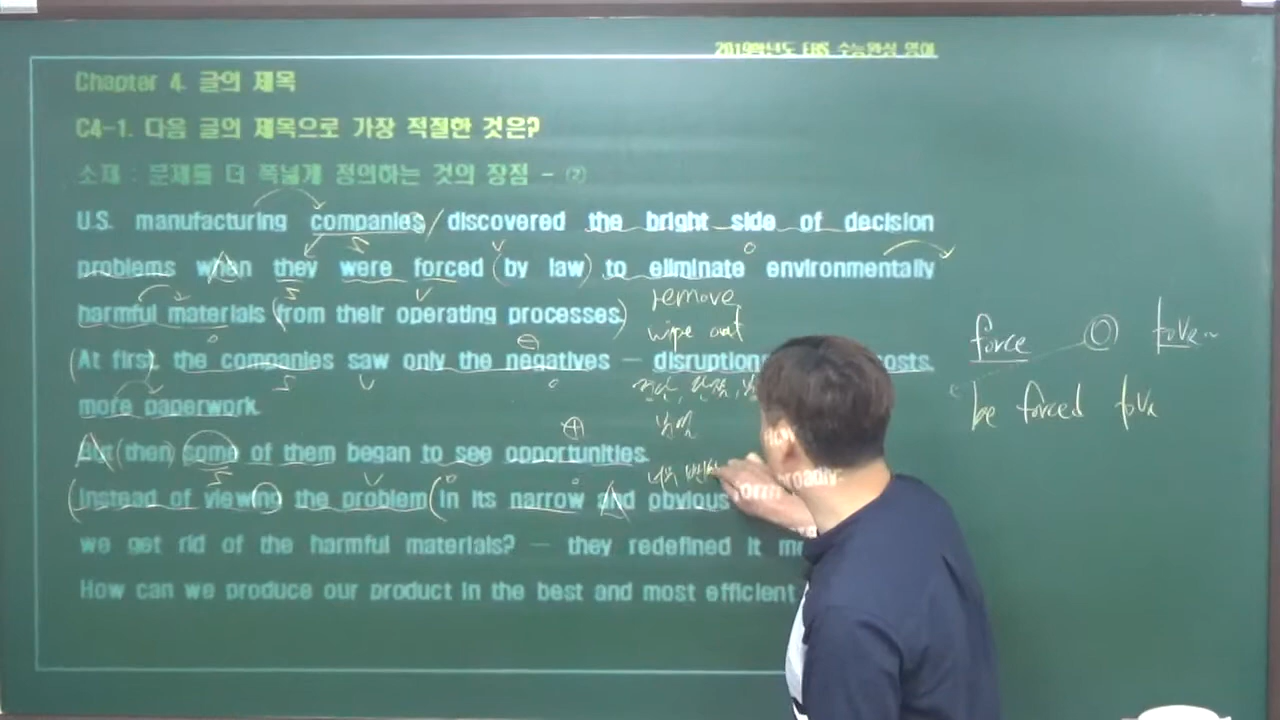 2019학년도 EBS 수능완성 영어
Chapter 4. 글의 제목
C4-1. 다음 글의 제목으로 가장 적절한 것은?
소재 : 문제를 더 폭넓게 정의하는 것의 장점 - ②
U.S. manufacturing companies / discovered the bright side of decision
problems when they were forced (by law) to eliminate environmentally
harmful materials (from their operating processes.)
remove
wipe out
(At first, the companies saw only the negatives — disruptions costs,
more paperwork.
But (then) some of them began to see opportunities.
(Instead of viewing the problem (in its narrow and obvious form broadly:
we get rid of the harmful materials? — they redefined it
How can we produce our product in the best and most efficient
force O to VR~
be forced to VR